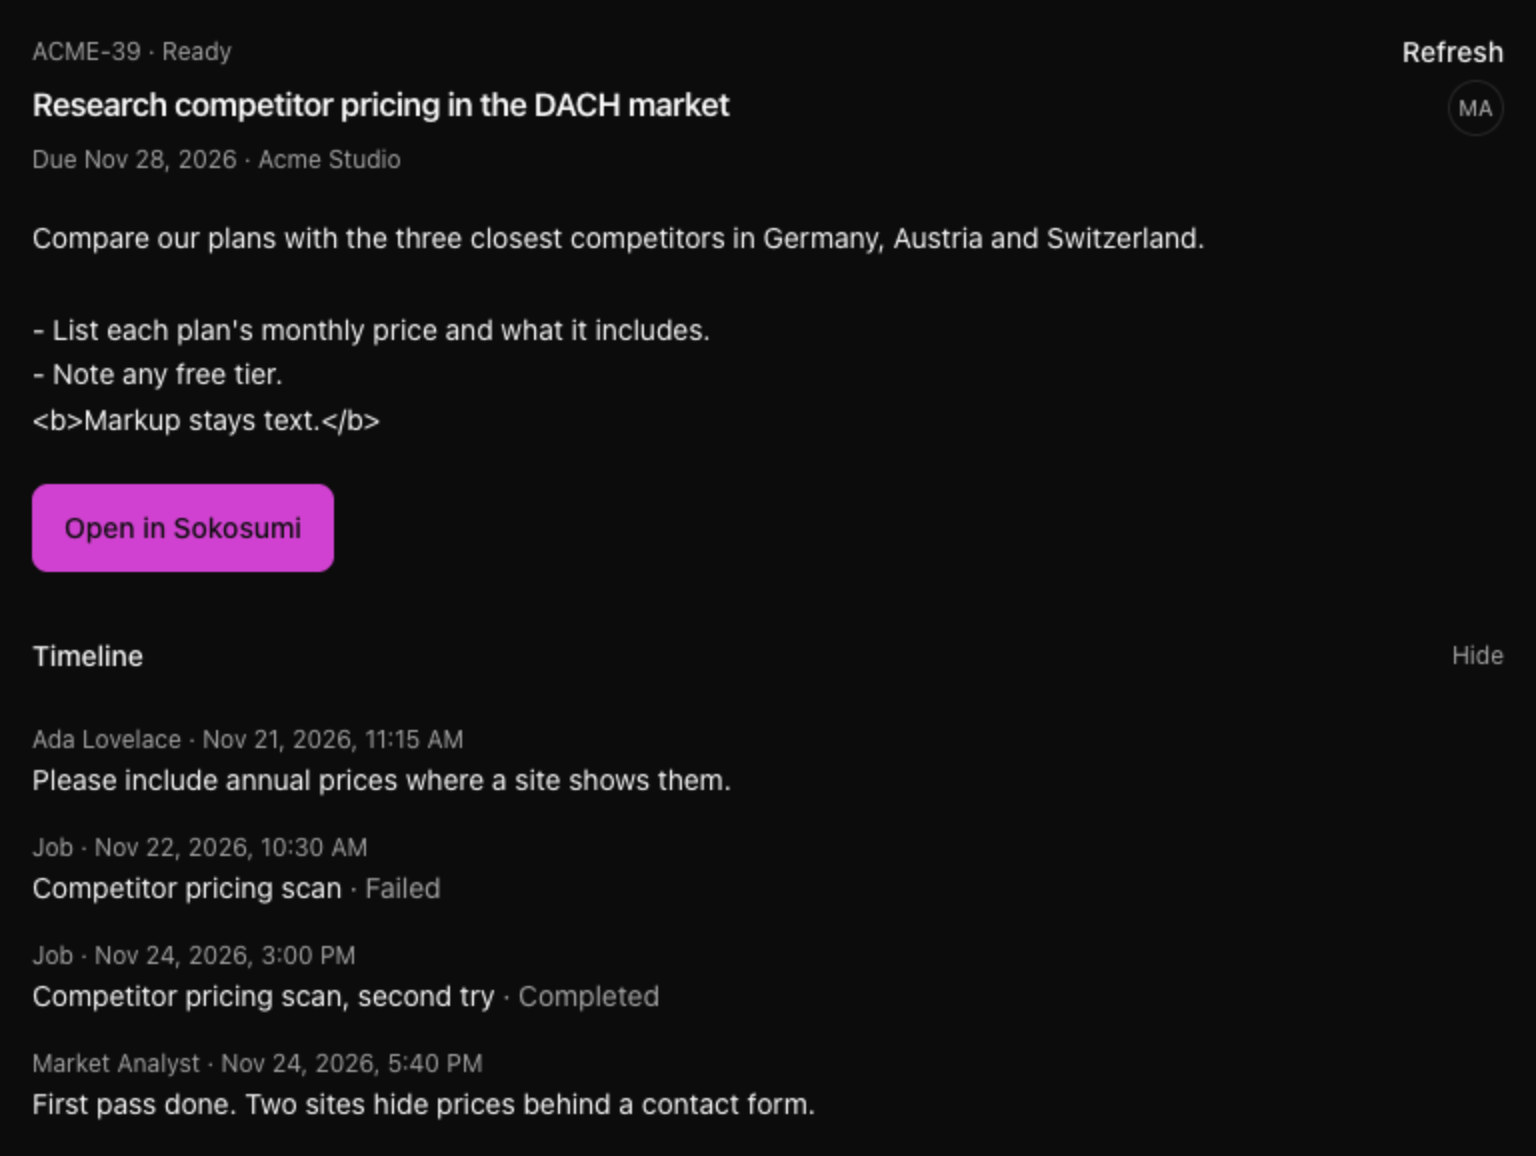 ACME-39 · Ready
Refresh
Research competitor pricing in the DACH market
MA
Due Nov 28, 2026 · Acme Studio
Compare our plans with the three closest competitors in Germany, Austria and Switzerland.
- List each plan's monthly price and what it includes.
- Note any free tier.
<b>Markup stays text.</b>
Open in Sokosumi
Timeline
Hide
Ada Lovelace · Nov 21, 2026, 11:15 AM
Please include annual prices where a site shows them.
Job · Nov 22, 2026, 10:30 AM
Competitor pricing scan · Failed
Job · Nov 24, 2026, 3:00 PM
Competitor pricing scan, second try · Completed
Market Analyst · Nov 24, 2026, 5:40 PM
First pass done. Two sites hide prices behind a contact form.